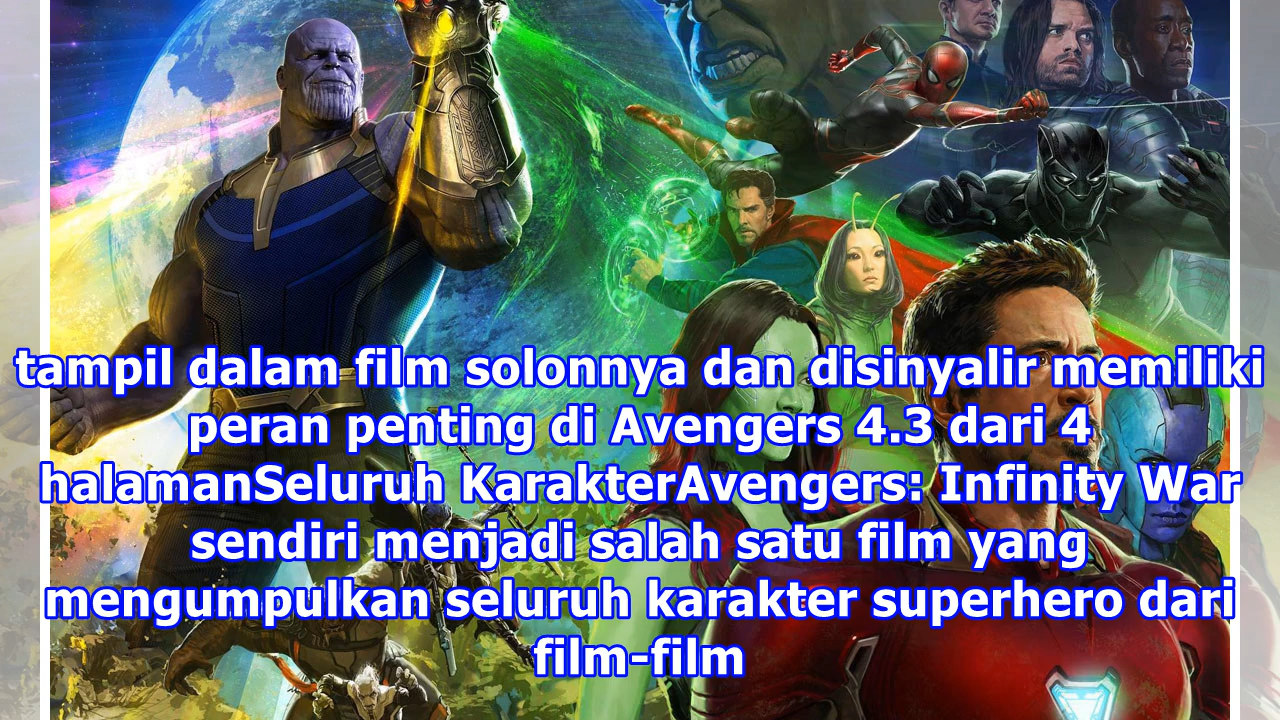 tampil dalam film solonnya dan disinyalir memiliki
peran penting di Avengers 4.3 dari 4
halamanSeluruh KarakterAvengers: Infinity War
sendiri menjadi salah satu film yang
mengumpulkan seluruh karakter superhero dari
film-film